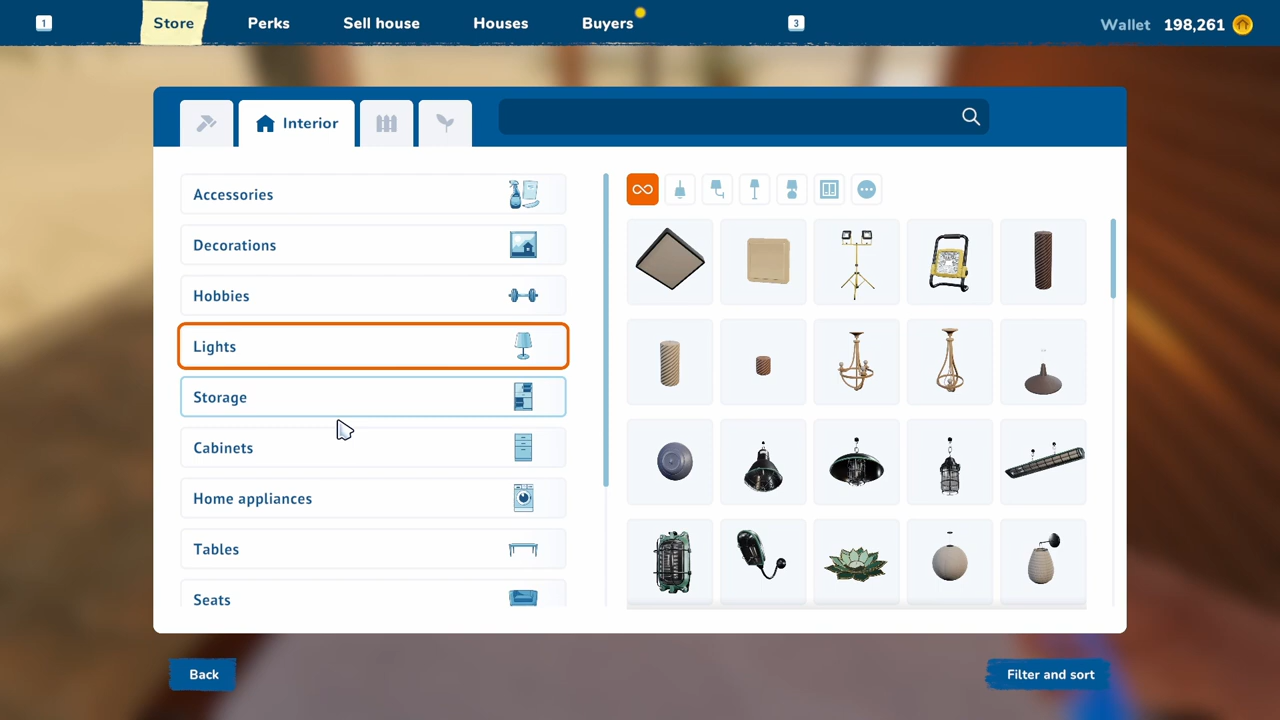 1 Store Perks Sell house Houses Buyers 3 Wallet 198,261
Interior
Accessories
Decorations
Hobbies
Lights
Storage
Cabinets
Home appliances
Tables
Seats
Back
Filter and sort